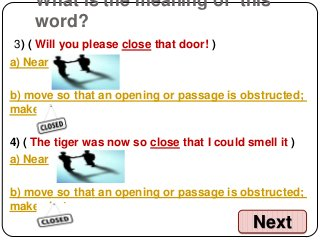 What is the meaning of this
word?
3) ( Will you please close that door! )
a) Near
b) move so that an opening or passage is obstructed;
make
CLOSED
4) ( The tiger was now so close that I could smell it )
a) Near
b) move so that an opening or passage is obstructed;
make
CLOSED
Next